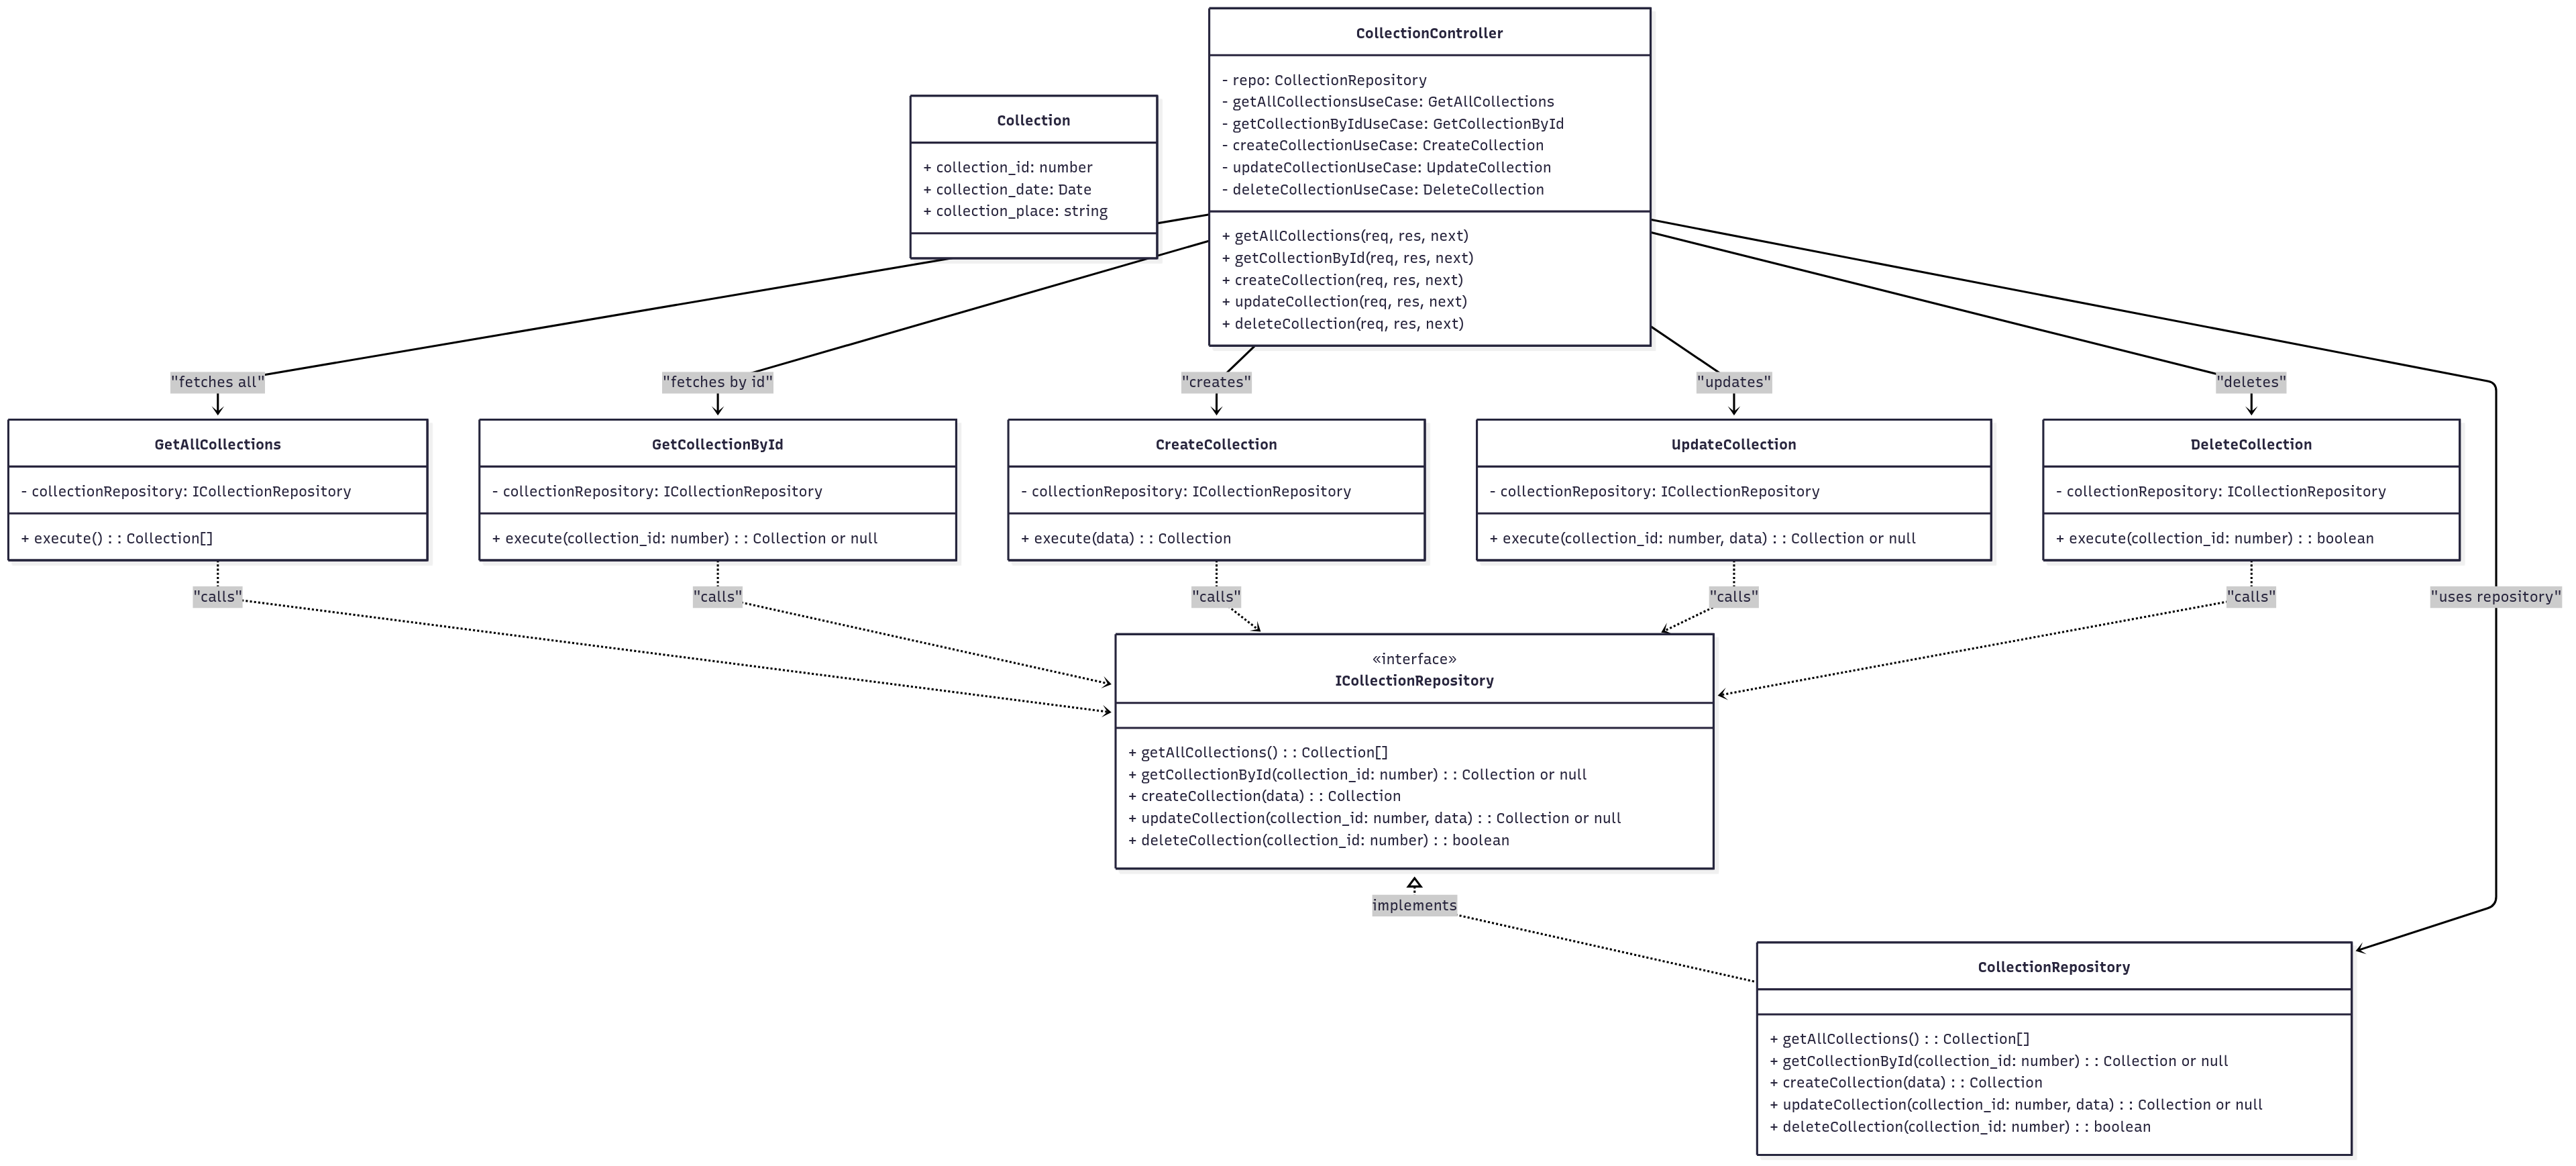 CollectionController
- repo: CollectionRepository
- getAllCollectionsUseCase: GetAllCollections
- getCollectionByIdUseCase: GetCollectionById
- createCollectionUseCase: CreateCollection
- updateCollectionUseCase: UpdateCollection
- deleteCollectionUseCase: DeleteCollection
+ getAllCollections(req, res, next)
+ getCollectionById(req, res, next)
+ createCollection(req, res, next)
+ updateCollection(req, res, next)
+ deleteCollection(req, res, next)
Collection
+ collection_id: number
+ collection_date: Date
+ collection_place: string
"fetches all"
"fetches by id"
"creates"
"updates"
"deletes"
GetAllCollections
- collectionRepository: ICollectionRepository
+ execute() : : Collection[]
GetCollectionById
- collectionRepository: ICollectionRepository
+ execute(collection_id: number) : : Collection or null
CreateCollection
- collectionRepository: ICollectionRepository
+ execute(data) : : Collection
UpdateCollection
- collectionRepository: ICollectionRepository
+ execute(collection_id: number, data) : : Collection or null
DeleteCollection
- collectionRepository: ICollectionRepository
+ execute(collection_id: number) : : boolean
"calls"
"calls"
"calls"
"calls"
"calls"
"uses repository"
«interface»
ICollectionRepository
+ getAllCollections() : : Collection[]
+ getCollectionById(collection_id: number) : : Collection or null
+ createCollection(data) : : Collection
+ updateCollection(collection_id: number, data) : : Collection or null
+ deleteCollection(collection_id: number) : : boolean
implements
CollectionRepository
+ getAllCollections() : : Collection[]
+ getCollectionById(collection_id: number) : : Collection or null
+ createCollection(data) : : Collection
+ updateCollection(collection_id: number, data) : : Collection or null
+ deleteCollection(collection_id: number) : : boolean